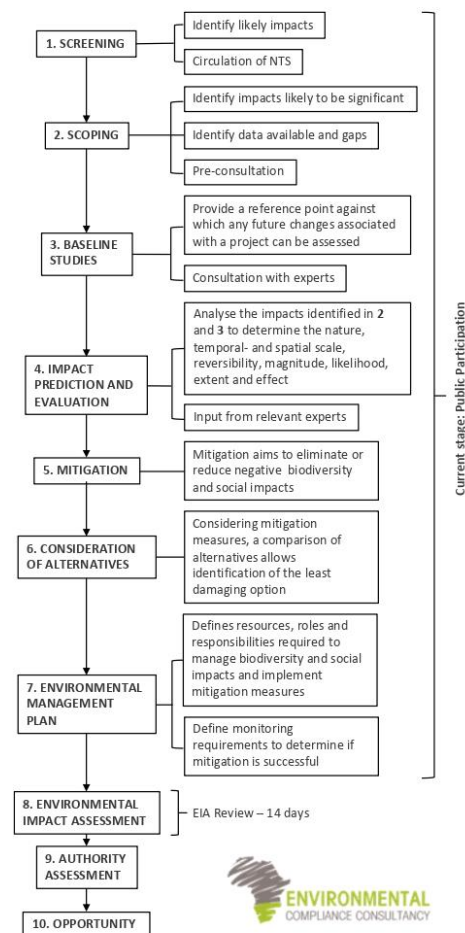 1. SCREENING
Identify likely impacts
Circulation of NTS
2. SCOPING
Identify impacts likely to be significant
Identify data available and gaps
Pre-consultation
3. BASELINE
STUDIES
Provide a reference point against
which any future changes associated
with a project can be assessed
Consultation with experts
4. IMPACT
PREDICTION AND
EVALUATION
Analyse the impacts identified in 2
and 3 to determine the nature,
temporal- and spatial scale,
reversibility, magnitude, likelihood,
extent and effect
Input from relevant experts
5. MITIGATION
Mitigation aims to eliminate or
reduce negative biodiversity
and social impacts
6. CONSIDERATION
OF ALTERNATIVES
Considering mitigation
measures, a comparison of
alternatives allows
identification of the least
damaging option
7. ENVIRONMENTAL
MANAGEMENT
PLAN
Defines resources, roles and
responsibilities required to
manage biodiversity and social
impacts and implement
mitigation measures
Define monitoring
requirements to determine if
mitigation is successful
Current stage: Public Participation
8. ENVIRONMENTAL
IMPACT ASSESSMENT
EIA Review – 14 days
9. AUTHORITY
ASSESSMENT
10. OPPORTUNITY
ENVIRONMENTAL
COMPLIANCE CONSULTANCY